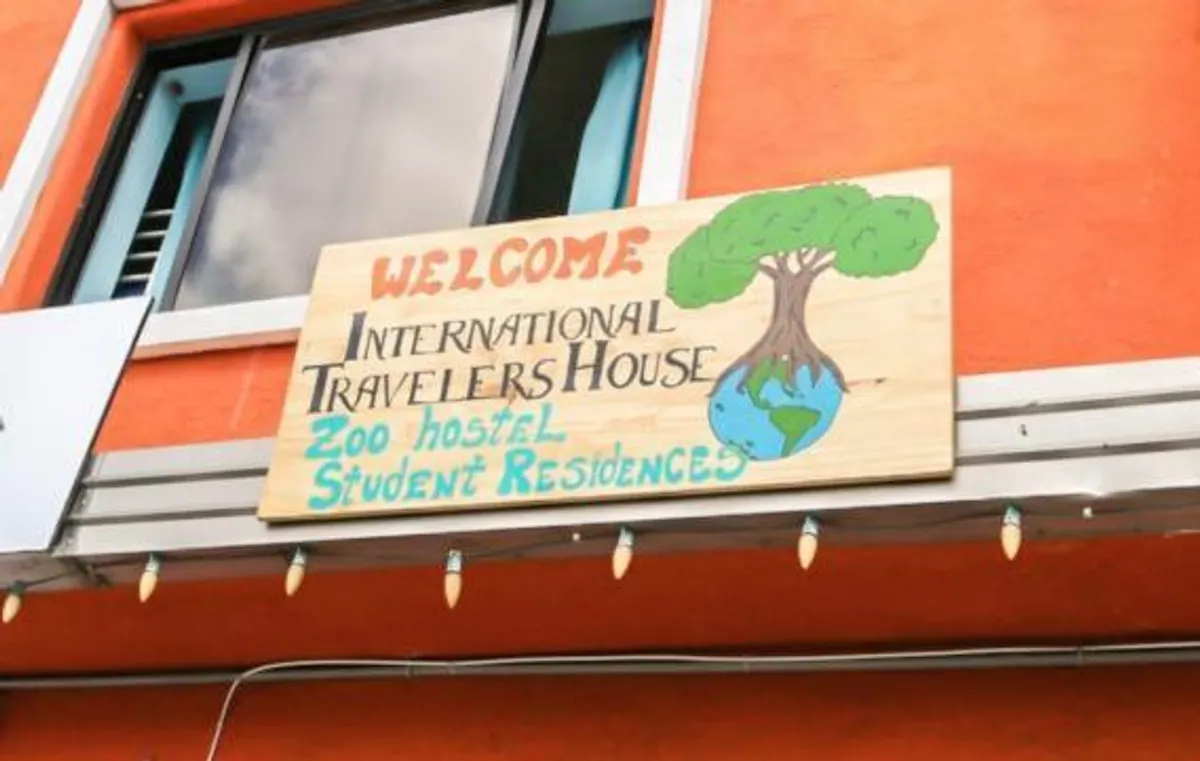 WELCOME
INTERNATIONAL
TRAVELERS HOUSE
Zoo hostel
Student Residences